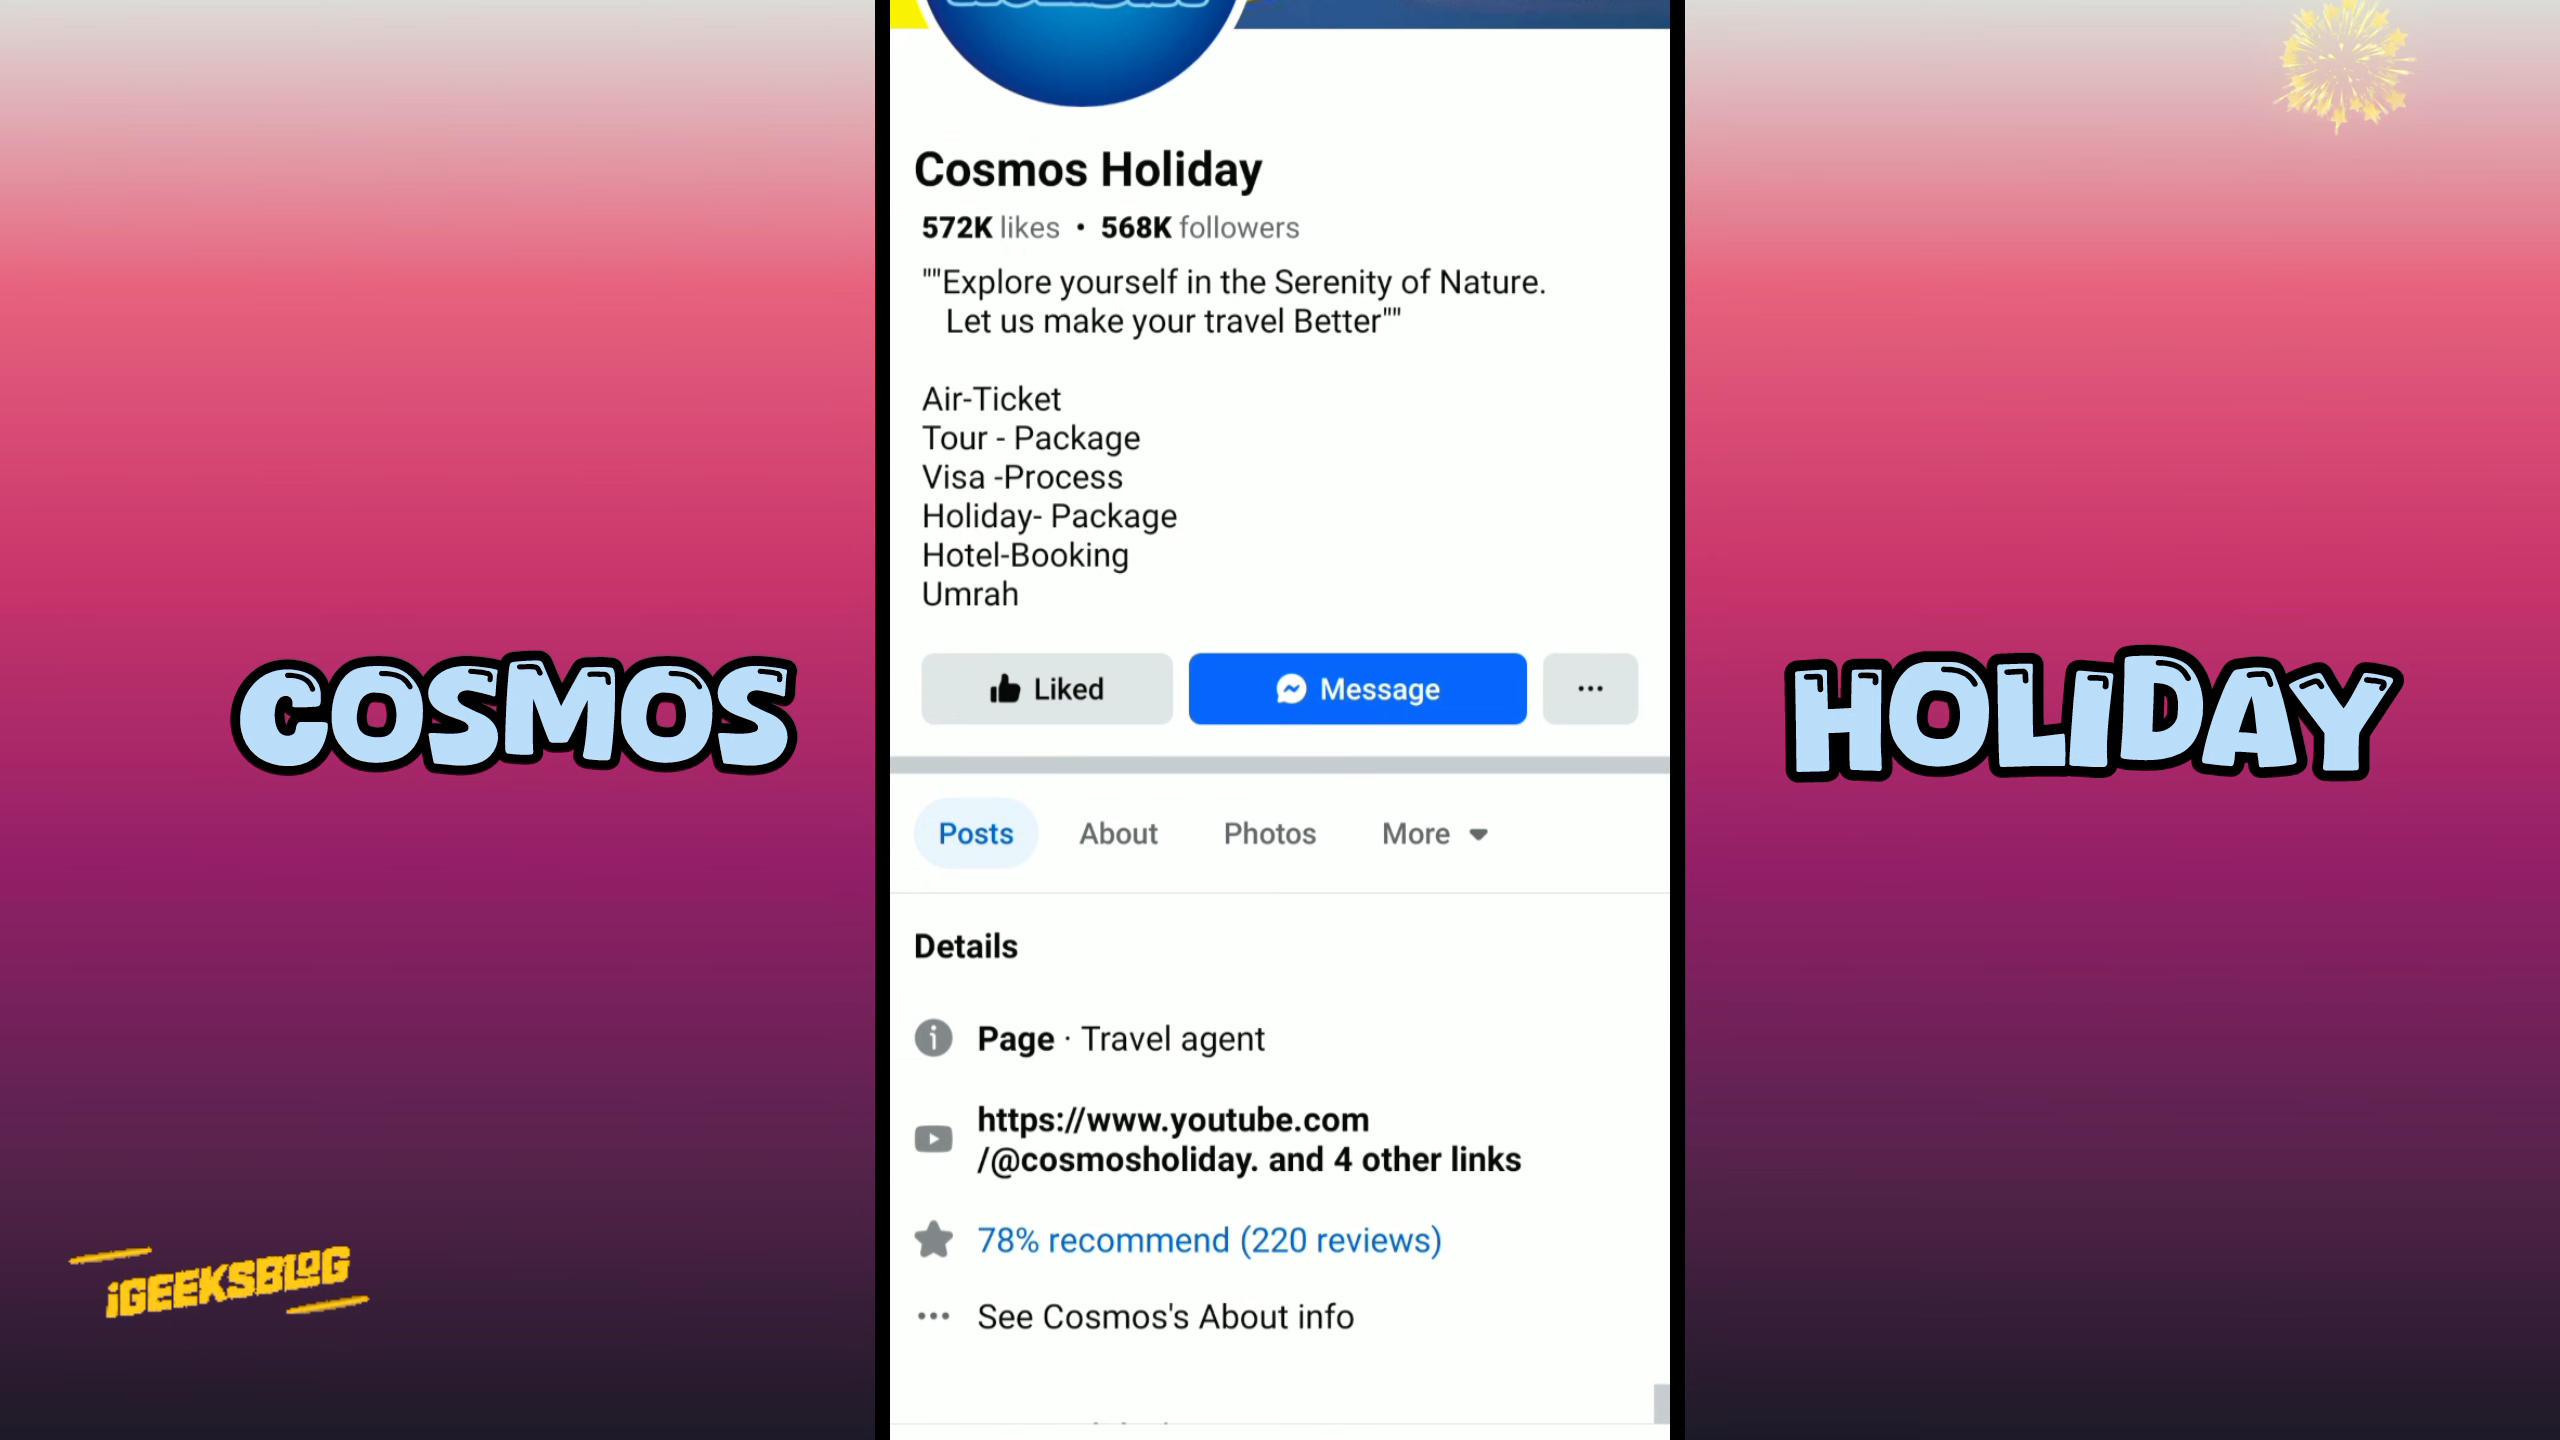 Cosmos Holiday
572K likes • 568K followers
""Explore yourself in the Serenity of Nature.
Let us make your travel Better""
Air-Ticket
Tour - Package
Visa -Process
Holiday- Package
Hotel-Booking
Umrah
Liked
Message
COSMOS
HOLIDAY
Posts
About
Photos
More
Details
Page · Travel agent
https://www.youtube.com
/@cosmosholiday. and 4 other links
78% recommend (220 reviews)
See Cosmos's About info
iGEEKSBLOG